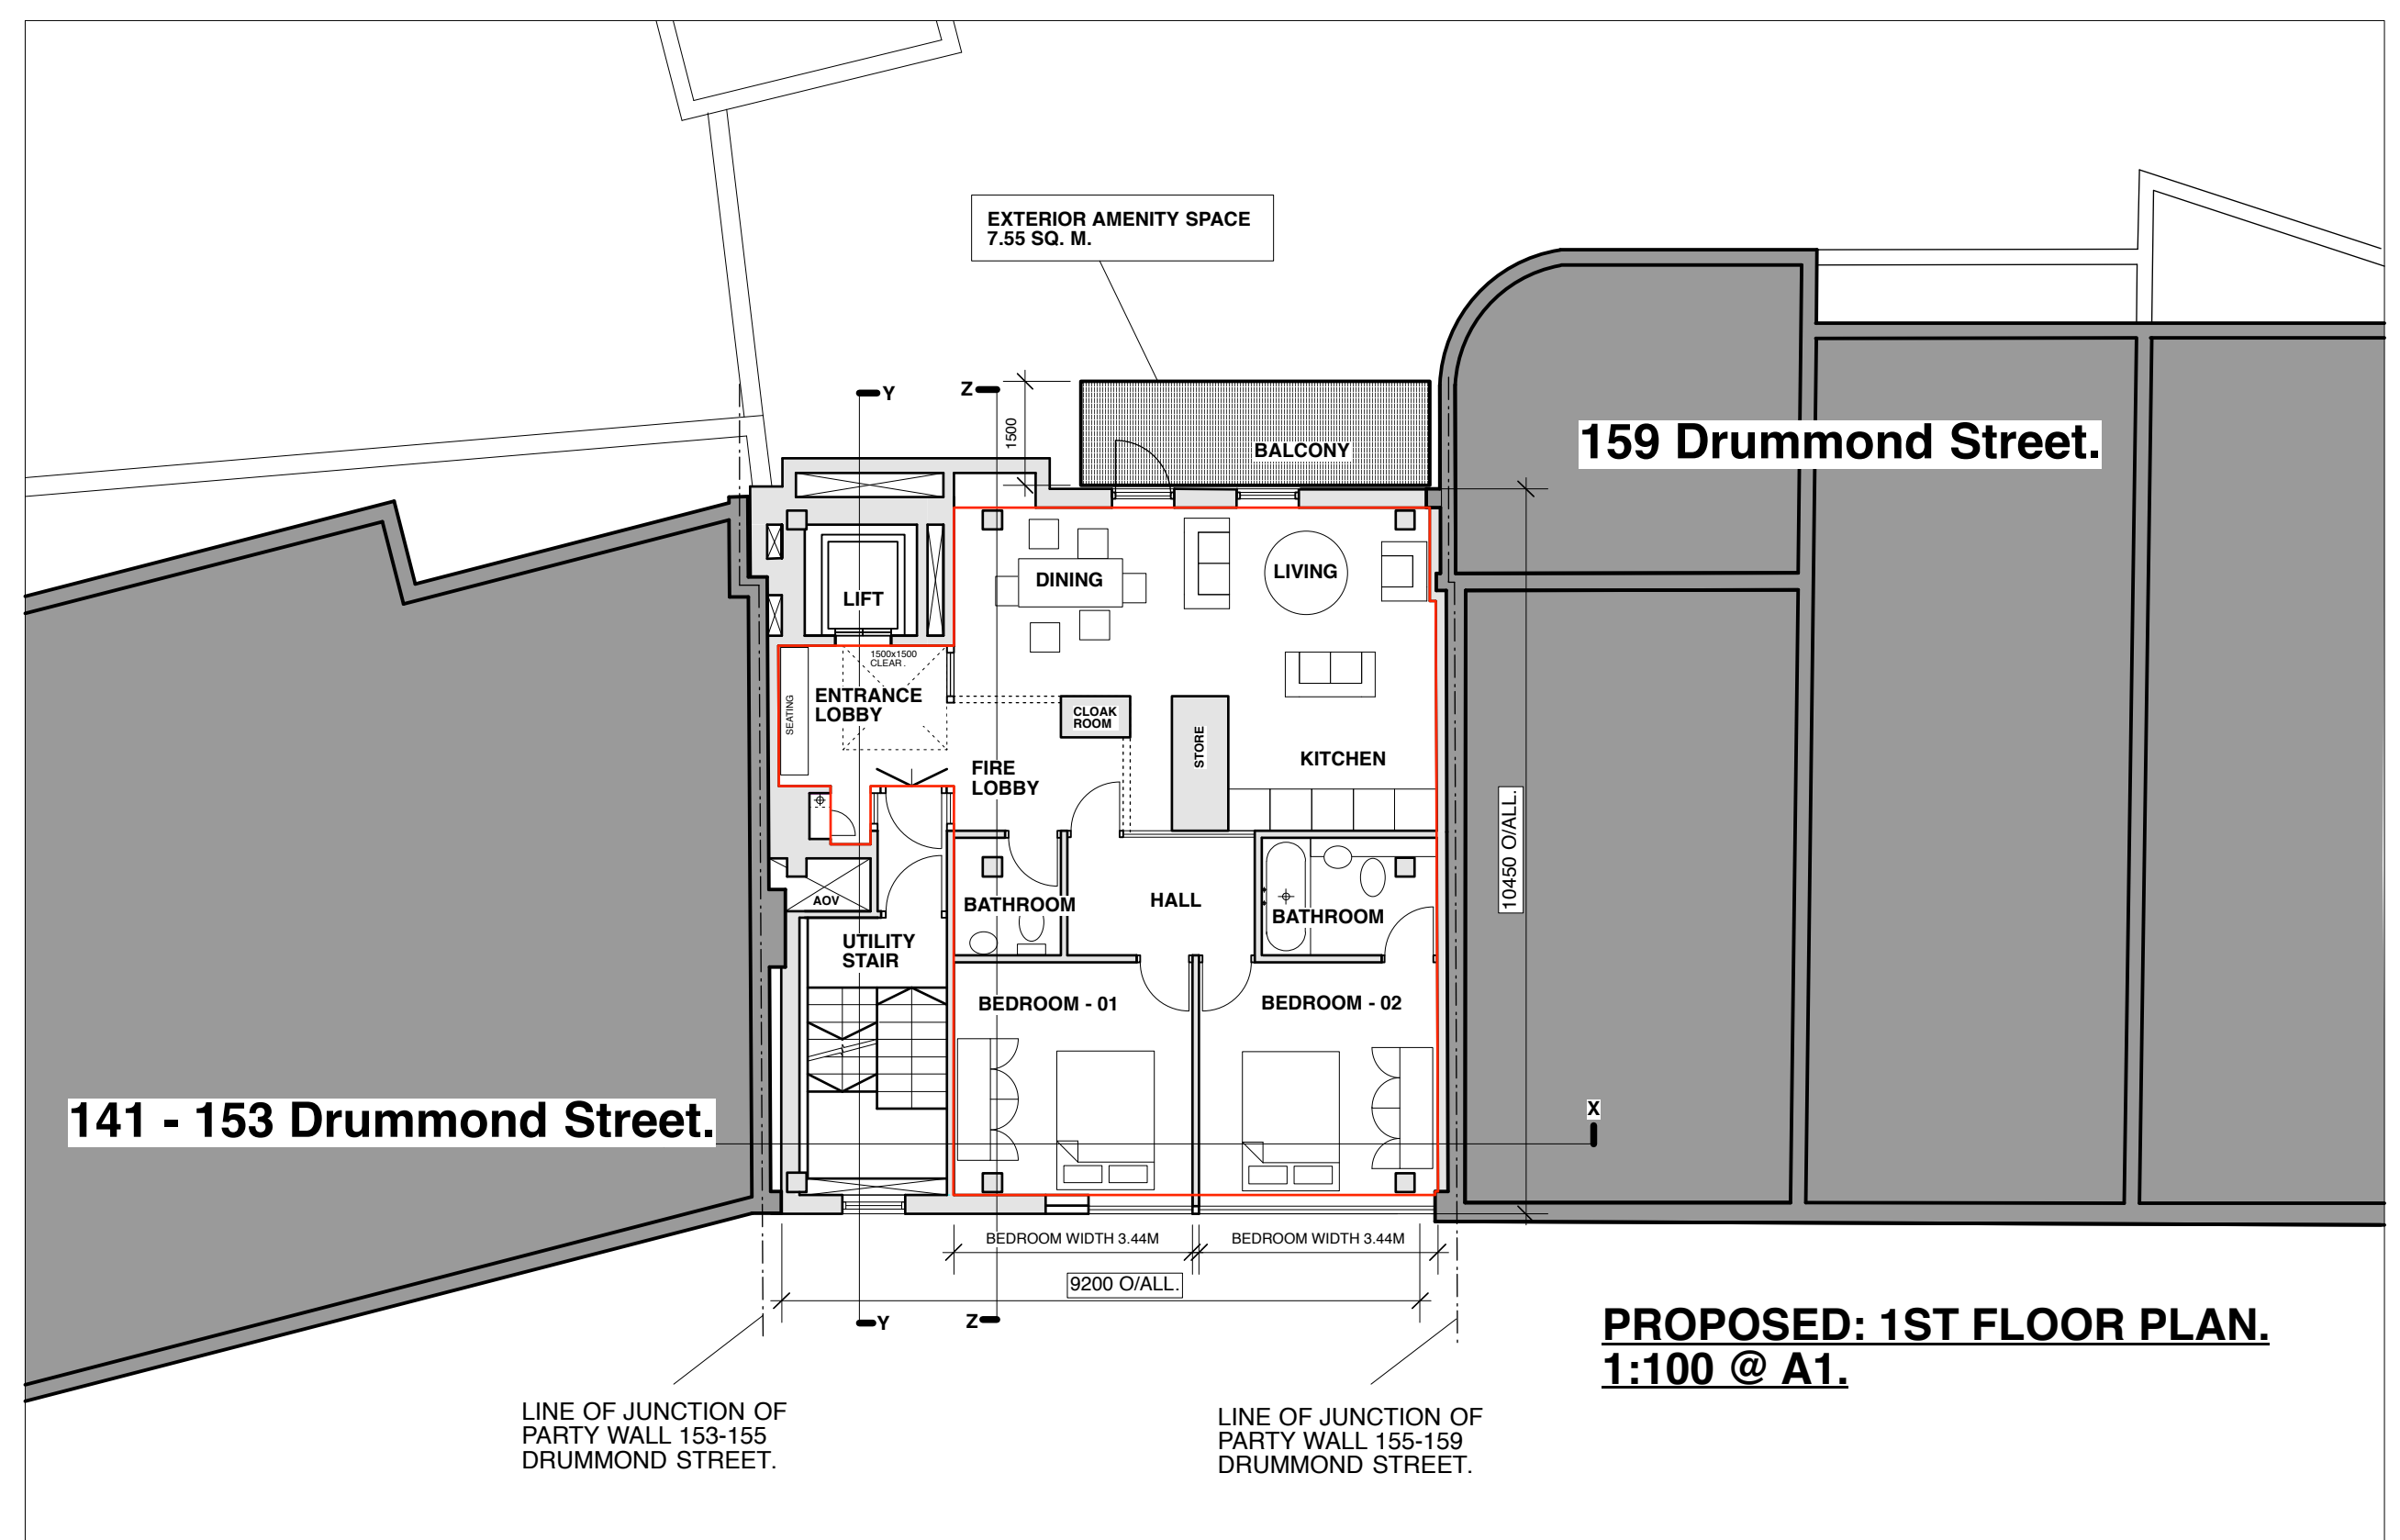 EXTERIOR AMENITY SPACE
7.55 SQ. M.
Y
Z
1500
BALCONY
159 Drummond Street.
LIFT
DINING
LIVING
1500x1500
CLEAR .
SEATING
ENTRANCE
LOBBY
CLOAK
ROOM
STORE
KITCHEN
FIRE
LOBBY
10450 O/ALL.
AOV
BATHROOM
HALL
BATHROOM
UTILITY
STAIR
BEDROOM - 01
BEDROOM - 02
141 - 153 Drummond Street.
X
BEDROOM WIDTH 3.44M
BEDROOM WIDTH 3.44M
9200 O/ALL.
Y
Z
PROPOSED: 1ST FLOOR PLAN.
1:100 @ A1.
LINE OF JUNCTION OF
PARTY WALL 153-155
DRUMMOND STREET.
LINE OF JUNCTION OF
PARTY WALL 155-159
DRUMMOND STREET.